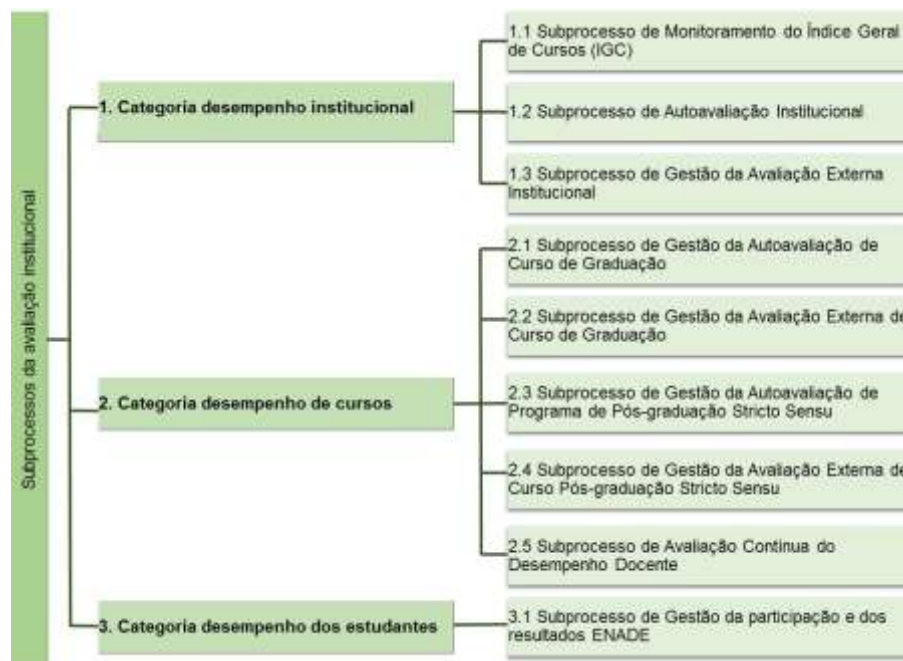 Subprocessos da avaliação institucional
1. Categoria desempenho institucional
1.1 Subprocesso de Monitoramento do Índice Geral
de Cursos (IGC)
1.2 Subprocesso de Autoavaliação Institucional
1.3 Subprocesso de Gestão da Avaliação Externa
Institucional
2. Categoria desempenho de cursos
2.1 Subprocesso de Gestão da Autoavaliação de
Curso de Graduação
2.2 Subprocesso de Gestão da Avaliação Externa de
Curso de Graduação
2.3 Subprocesso de Gestão da Autoavaliação de
Programa de Pós-graduação Stricto Sensu
2.4 Subprocesso de Gestão da Avaliação Externa de
Curso Pós-graduação Stricto Sensu
2.5 Subprocesso de Avaliação Contínua do
Desempenho Docente
3. Categoria desempenho dos estudantes
3.1 Subprocesso de Gestão da participação e dos
resultados ENADE